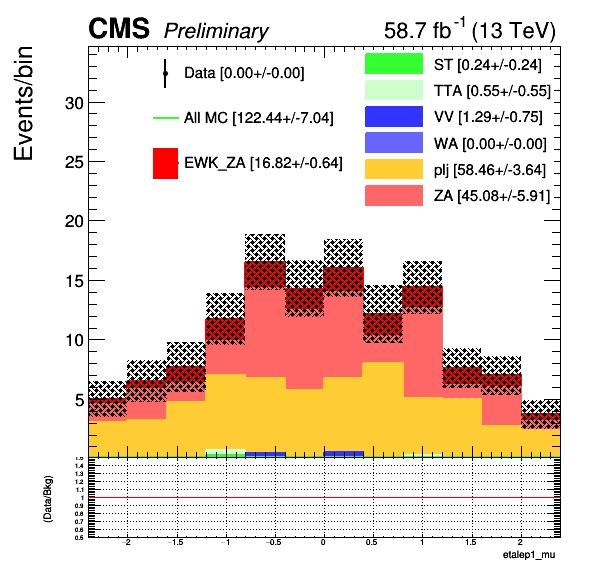 CMS Preliminary 58.7 fb⁻¹ (13 TeV)
Events/bin
Data [0.00+/-0.00]
All MC [122.44+/-7.04]
EWK_ZA [16.82+/-0.64]
ST [0.24+/-0.24]
TTA [0.55+/-0.55]
VV [1.29+/-0.75]
WA [0.00+/-0.00]
plj [58.46+/-3.64]
ZA [45.08+/-5.91]
30
25
20
15
10
5
(Data/Bkg)
1.5
1.4
1.3
1.2
1.1
1
0.9
0.8
0.7
0.6
0.5
−2 −1.5 −1 −0.5 0 0.5 1 1.5 2
etalep1_mu